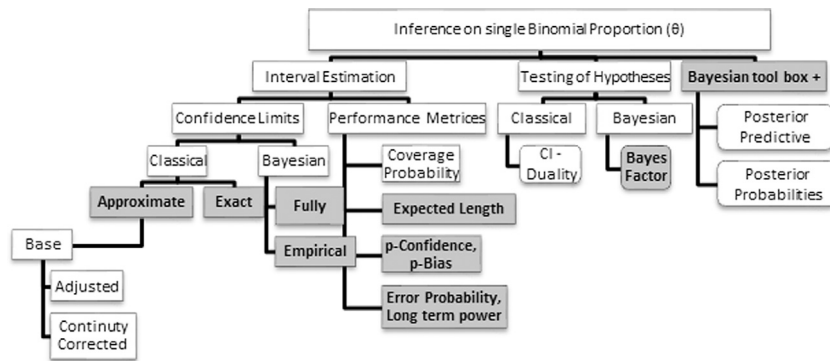 Inference on single Binomial Proportion (θ)
Interval Estimation
Testing of Hypotheses
Bayesian tool box +
Confidence Limits
Performance Metrices
Classical
Bayesian
Posterior
Predictive
Classical
Bayesian
Coverage
Probability
CI -
Duality
Bayes
Factor
Posterior
Probabilities
Approximate
Exact
Fully
Expected Length
Base
Empirical
p-Confidence,
p-Bias
Adjusted
Error Probability,
Long term power
Continuty
Corrected